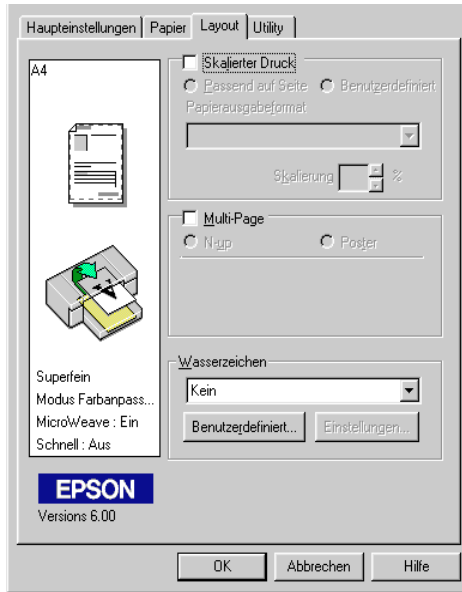 Haupteinstellungen Papier Layout Utility
A4
Skalierter Druck
Passend auf Seite Benutzerdefiniert
Papierausgabeformat
Skalierung %
Multi-Page
N-up Poster
Wasserzeichen
Kein
Benutzerdefiniert... Einstellungen...
Superfein
Modus Farbanpass...
MicroWeave : Ein
Schnell : Aus
EPSON
Versions 6.00
OK Abbrechen Hilfe